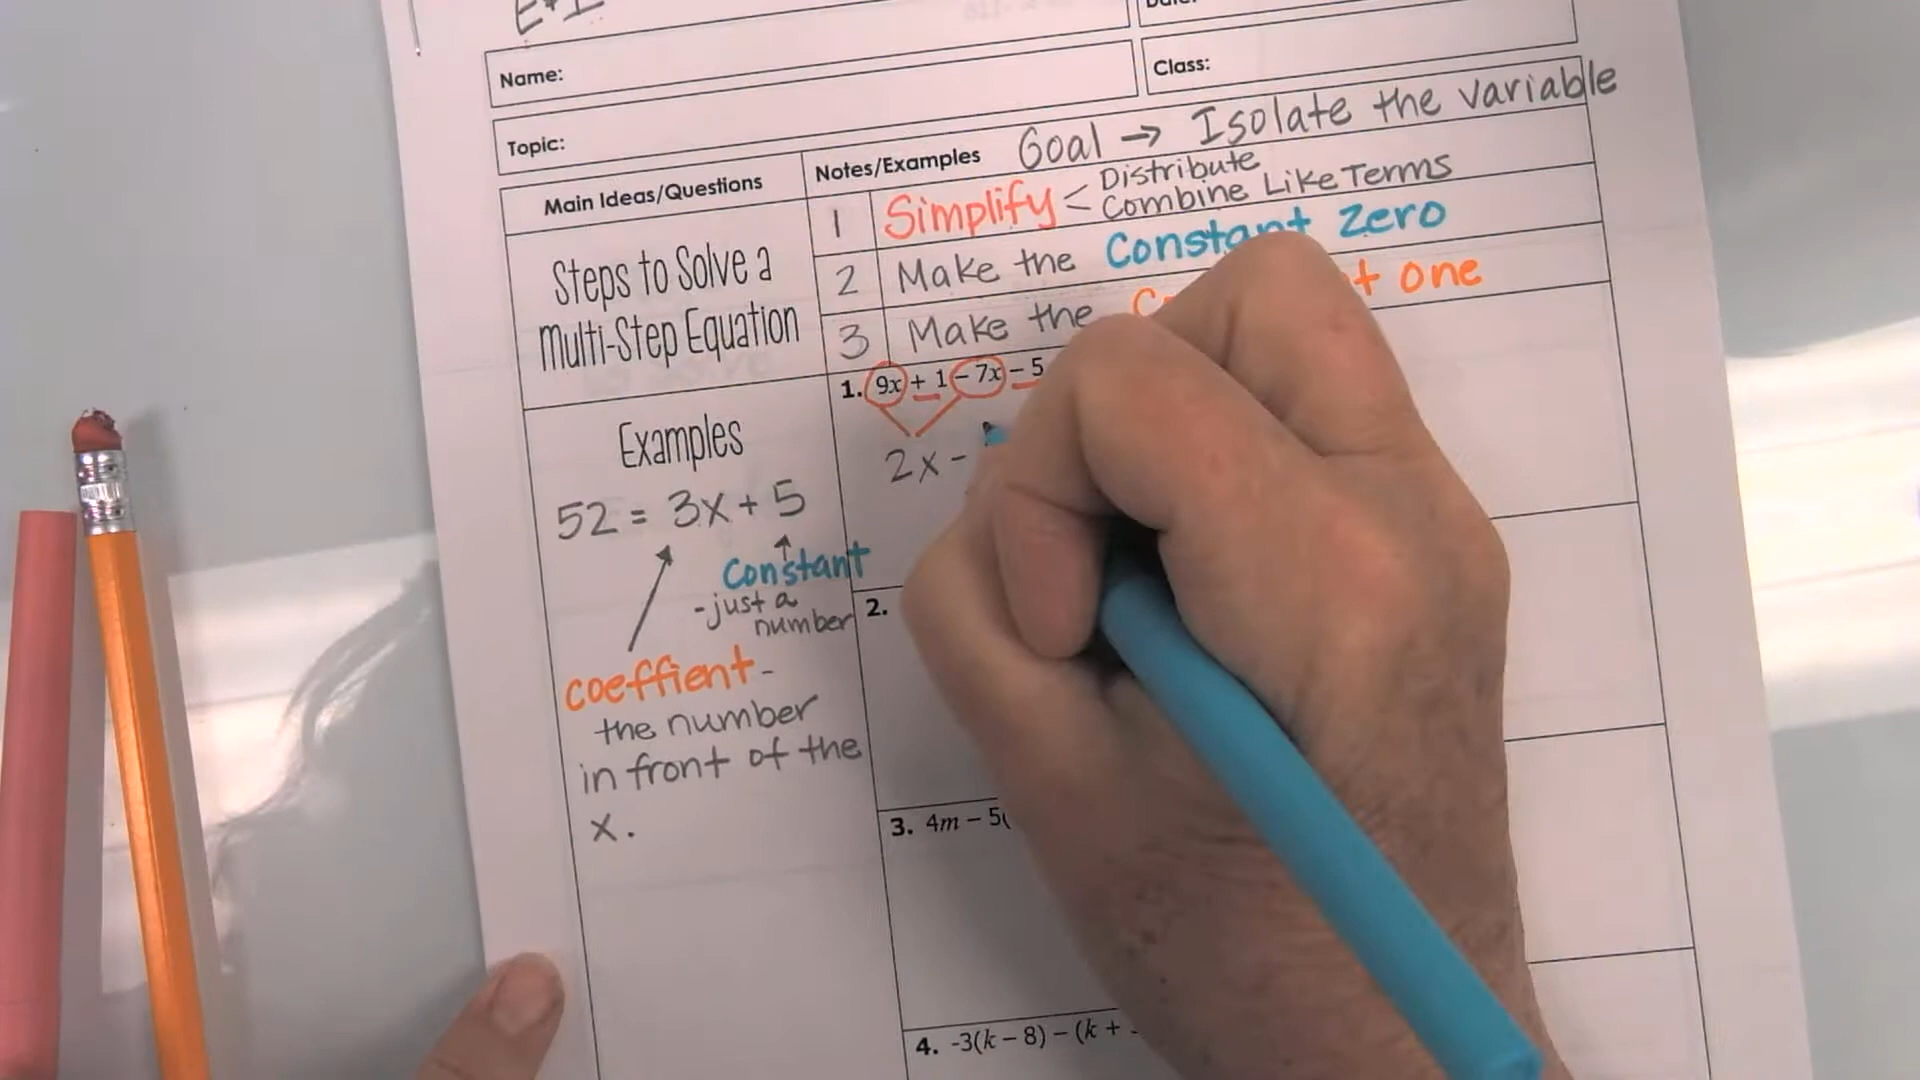 E+I
Name:
Class:
Topic:
Main Ideas/Questions
Notes/Examples Goal → Isolate the variable
Steps to Solve a
Multi-Step Equation
1 Simplify < Distribute
Combine Like Terms
2 Make the Constant Zero
3 Make the one
Examples
52 = 3x + 5
Constant
- just a
number
coeffient -
the number
in front of the
x.
1. 9x + 1 - 7x - 5
2x -
2.
3. 4m - 5(
4. -3(k - 8) - (k +